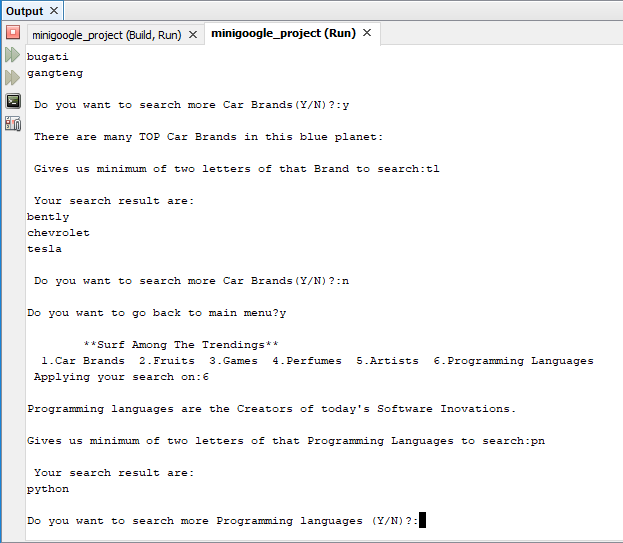 Output ×
minigoogle_project (Build, Run) × minigoogle_project (Run) ×
bugati
gangteng
Do you want to search more Car Brands(Y/N)?:y
There are many TOP Car Brands in this blue planet:
Gives us minimum of two letters of that Brand to search:tl
Your search result are:
bently
chevrolet
tesla
Do you want to search more Car Brands(Y/N)?:n
Do you want to go back to main menu?y
**Surf Among The Trendings**
1.Car Brands  2.Fruits  3.Games  4.Perfumes  5.Artists  6.Programming Languages
Applying your search on:6
Programming languages are the Creators of today's Software Inovations.
Gives us minimum of two letters of that Programming Languages to search:pn
Your search result are:
python
Do you want to search more Programming languages (Y/N)?: